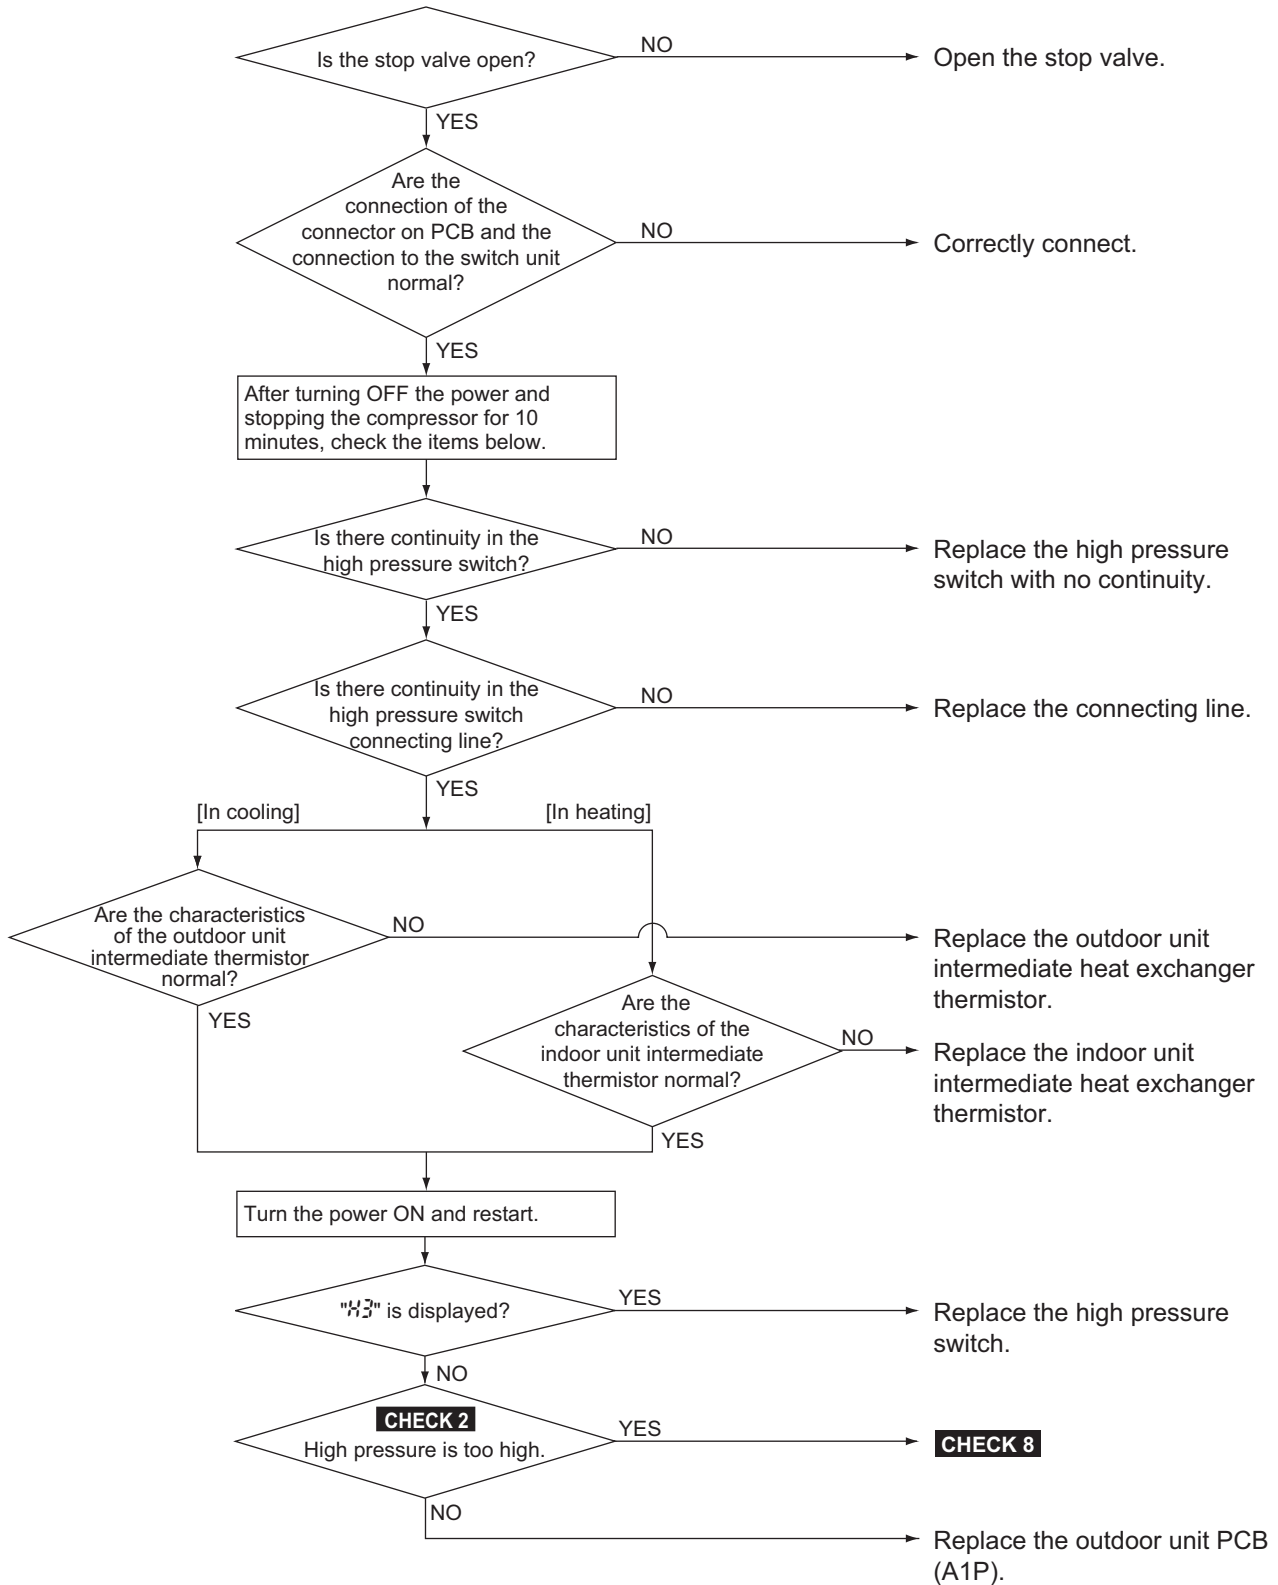 Is the stop valve open?
NO
Open the stop valve.
YES
Are the
connection of the
connector on PCB and the
connection to the switch unit
normal?
NO
Correctly connect.
YES
After turning OFF the power and
stopping the compressor for 10
minutes, check the items below.
Is there continuity in the
high pressure switch?
NO
Replace the high pressure
switch with no continuity.
YES
Is there continuity in the
high pressure switch
connecting line?
NO
Replace the connecting line.
YES
[In cooling]
[In heating]
Are the characteristics
of the outdoor unit
intermediate thermistor
normal?
NO
Replace the outdoor unit
intermediate heat exchanger
thermistor.
YES
Are the
characteristics of the
indoor unit intermediate
thermistor normal?
NO
Replace the indoor unit
intermediate heat exchanger
thermistor.
YES
Turn the power ON and restart.
"H3" is displayed?
YES
Replace the high pressure
switch.
NO
CHECK 2
High pressure is too high.
YES
CHECK 8
NO
Replace the outdoor unit PCB
(A1P).